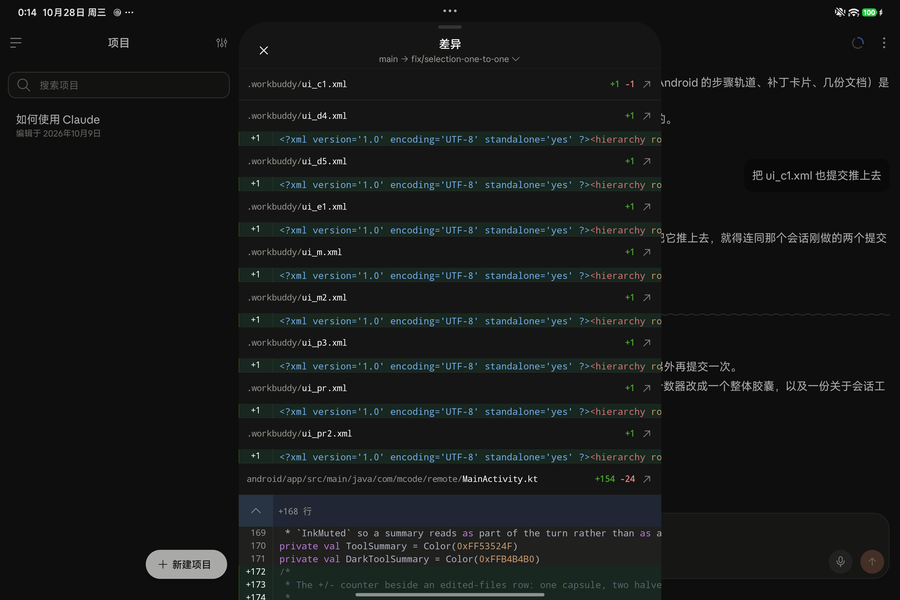 0:14 10月28日 周三
100
项目
搜索项目
如何使用 Claude
编辑于 2026年10月9日
新建项目
差异
main → fix/selection-one-to-one
.workbuddy/ui_c1.xml +1 -1
.workbuddy/ui_d4.xml +1
+1 <?xml version='1.0' encoding='UTF-8' standalone='yes' ?><hierarchy ro
.workbuddy/ui_d5.xml +1
+1 <?xml version='1.0' encoding='UTF-8' standalone='yes' ?><hierarchy ro
.workbuddy/ui_e1.xml +1
+1 <?xml version='1.0' encoding='UTF-8' standalone='yes' ?><hierarchy ro
.workbuddy/ui_m.xml +1
+1 <?xml version='1.0' encoding='UTF-8' standalone='yes' ?><hierarchy ro
.workbuddy/ui_m2.xml +1
+1 <?xml version='1.0' encoding='UTF-8' standalone='yes' ?><hierarchy ro
.workbuddy/ui_p3.xml +1
+1 <?xml version='1.0' encoding='UTF-8' standalone='yes' ?><hierarchy ro
.workbuddy/ui_pr.xml +1
+1 <?xml version='1.0' encoding='UTF-8' standalone='yes' ?><hierarchy ro
.workbuddy/ui_pr2.xml +1
+1 <?xml version='1.0' encoding='UTF-8' standalone='yes' ?><hierarchy ro
android/app/src/main/java/com/mcode/remote/MainActivity.kt +154 -24
+168 行
169 * `InkMuted` so a summary reads as part of the turn rather than as a
170 private val ToolSummary = Color(0xFF53524F)
171 private val DarkToolSummary = Color(0xFFB4B4B0)
+172 /*
+173 * The +/- counter beside an edited-files row: one capsule, two halve
+174 *
Android 的步骤轨道、补丁卡片、几份文档）是
的。
把 ui_c1.xml 也提交推上去
它推上去，就得连同那个会话刚做的两个提交
外再提交一次。
数器改成一个整体胶囊，以及一份关于会话工